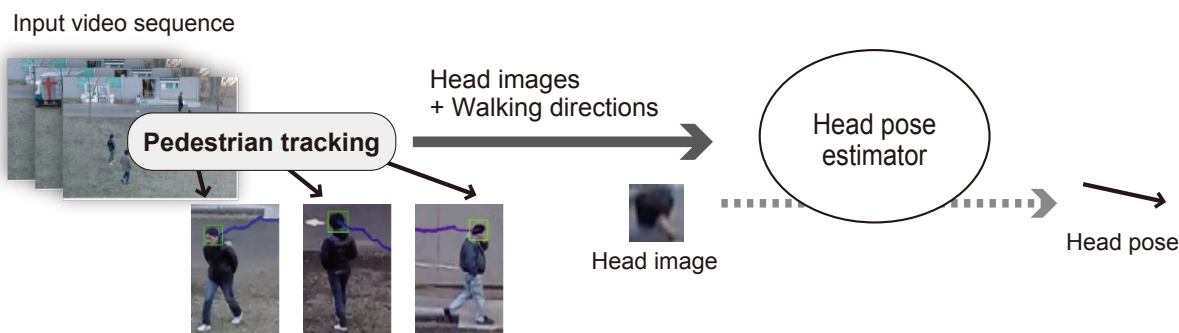 Input video sequence
Pedestrian tracking
Head images
+ Walking directions
Head pose
estimator
Head image
Head pose